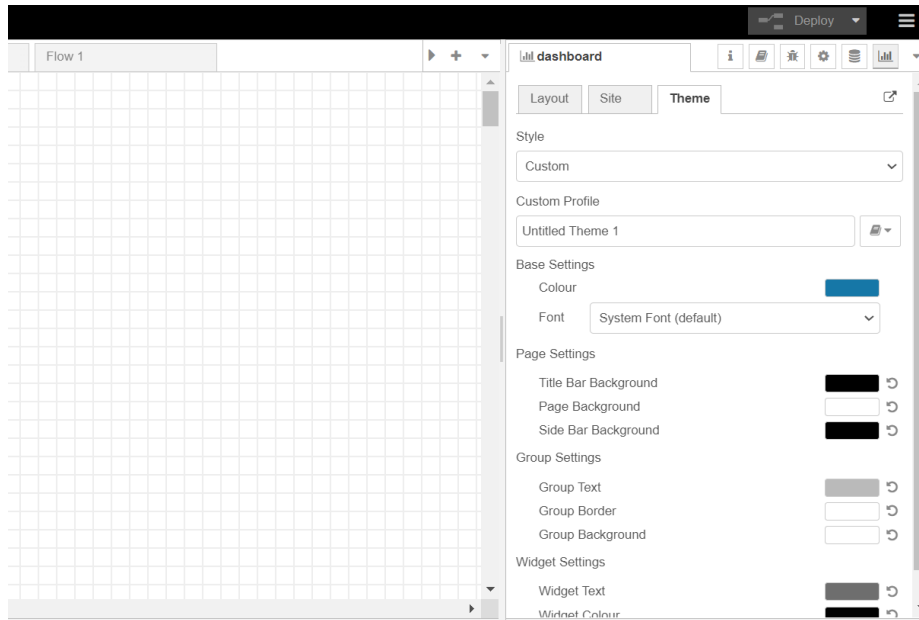 Deploy
Flow 1
dashboard
i
Layout
Site
Theme
Style
Custom
Custom Profile
Untitled Theme 1
Base Settings
Colour
Font
System Font (default)
Page Settings
Title Bar Background
Page Background
Side Bar Background
Group Settings
Group Text
Group Border
Group Background
Widget Settings
Widget Text
Widget Colour